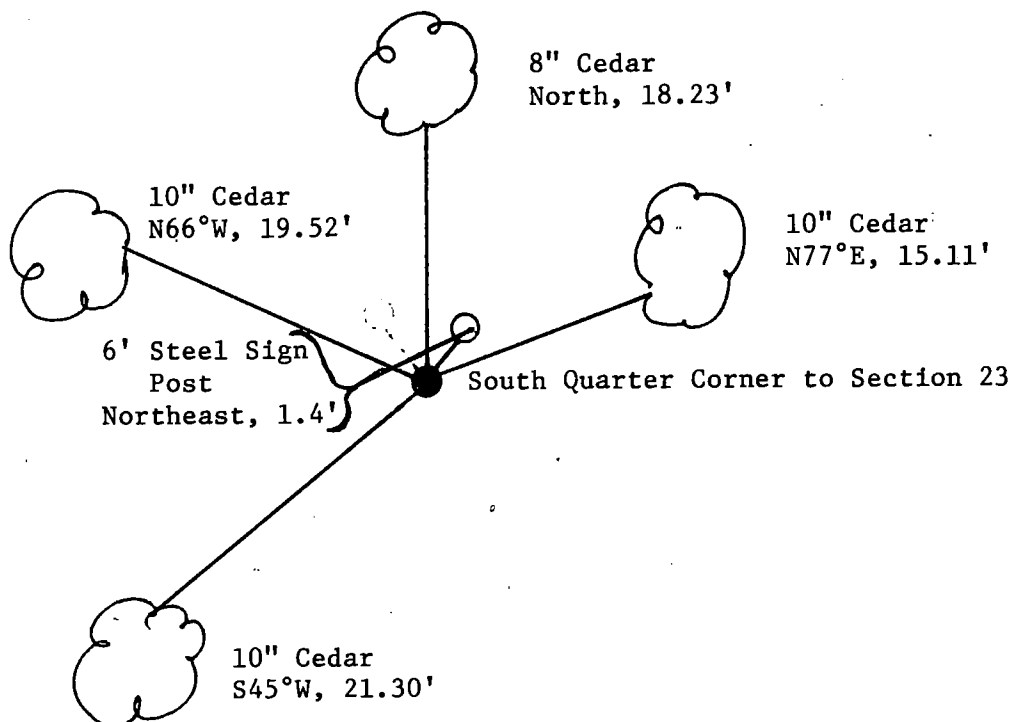 8" Cedar
North, 18.23'
10" Cedar
N66°W, 19.52'
10" Cedar
N77°E, 15.11'
6' Steel Sign
Post
Northeast, 1.4'
South Quarter Corner to Section 23
10" Cedar
S45°W, 21.30'